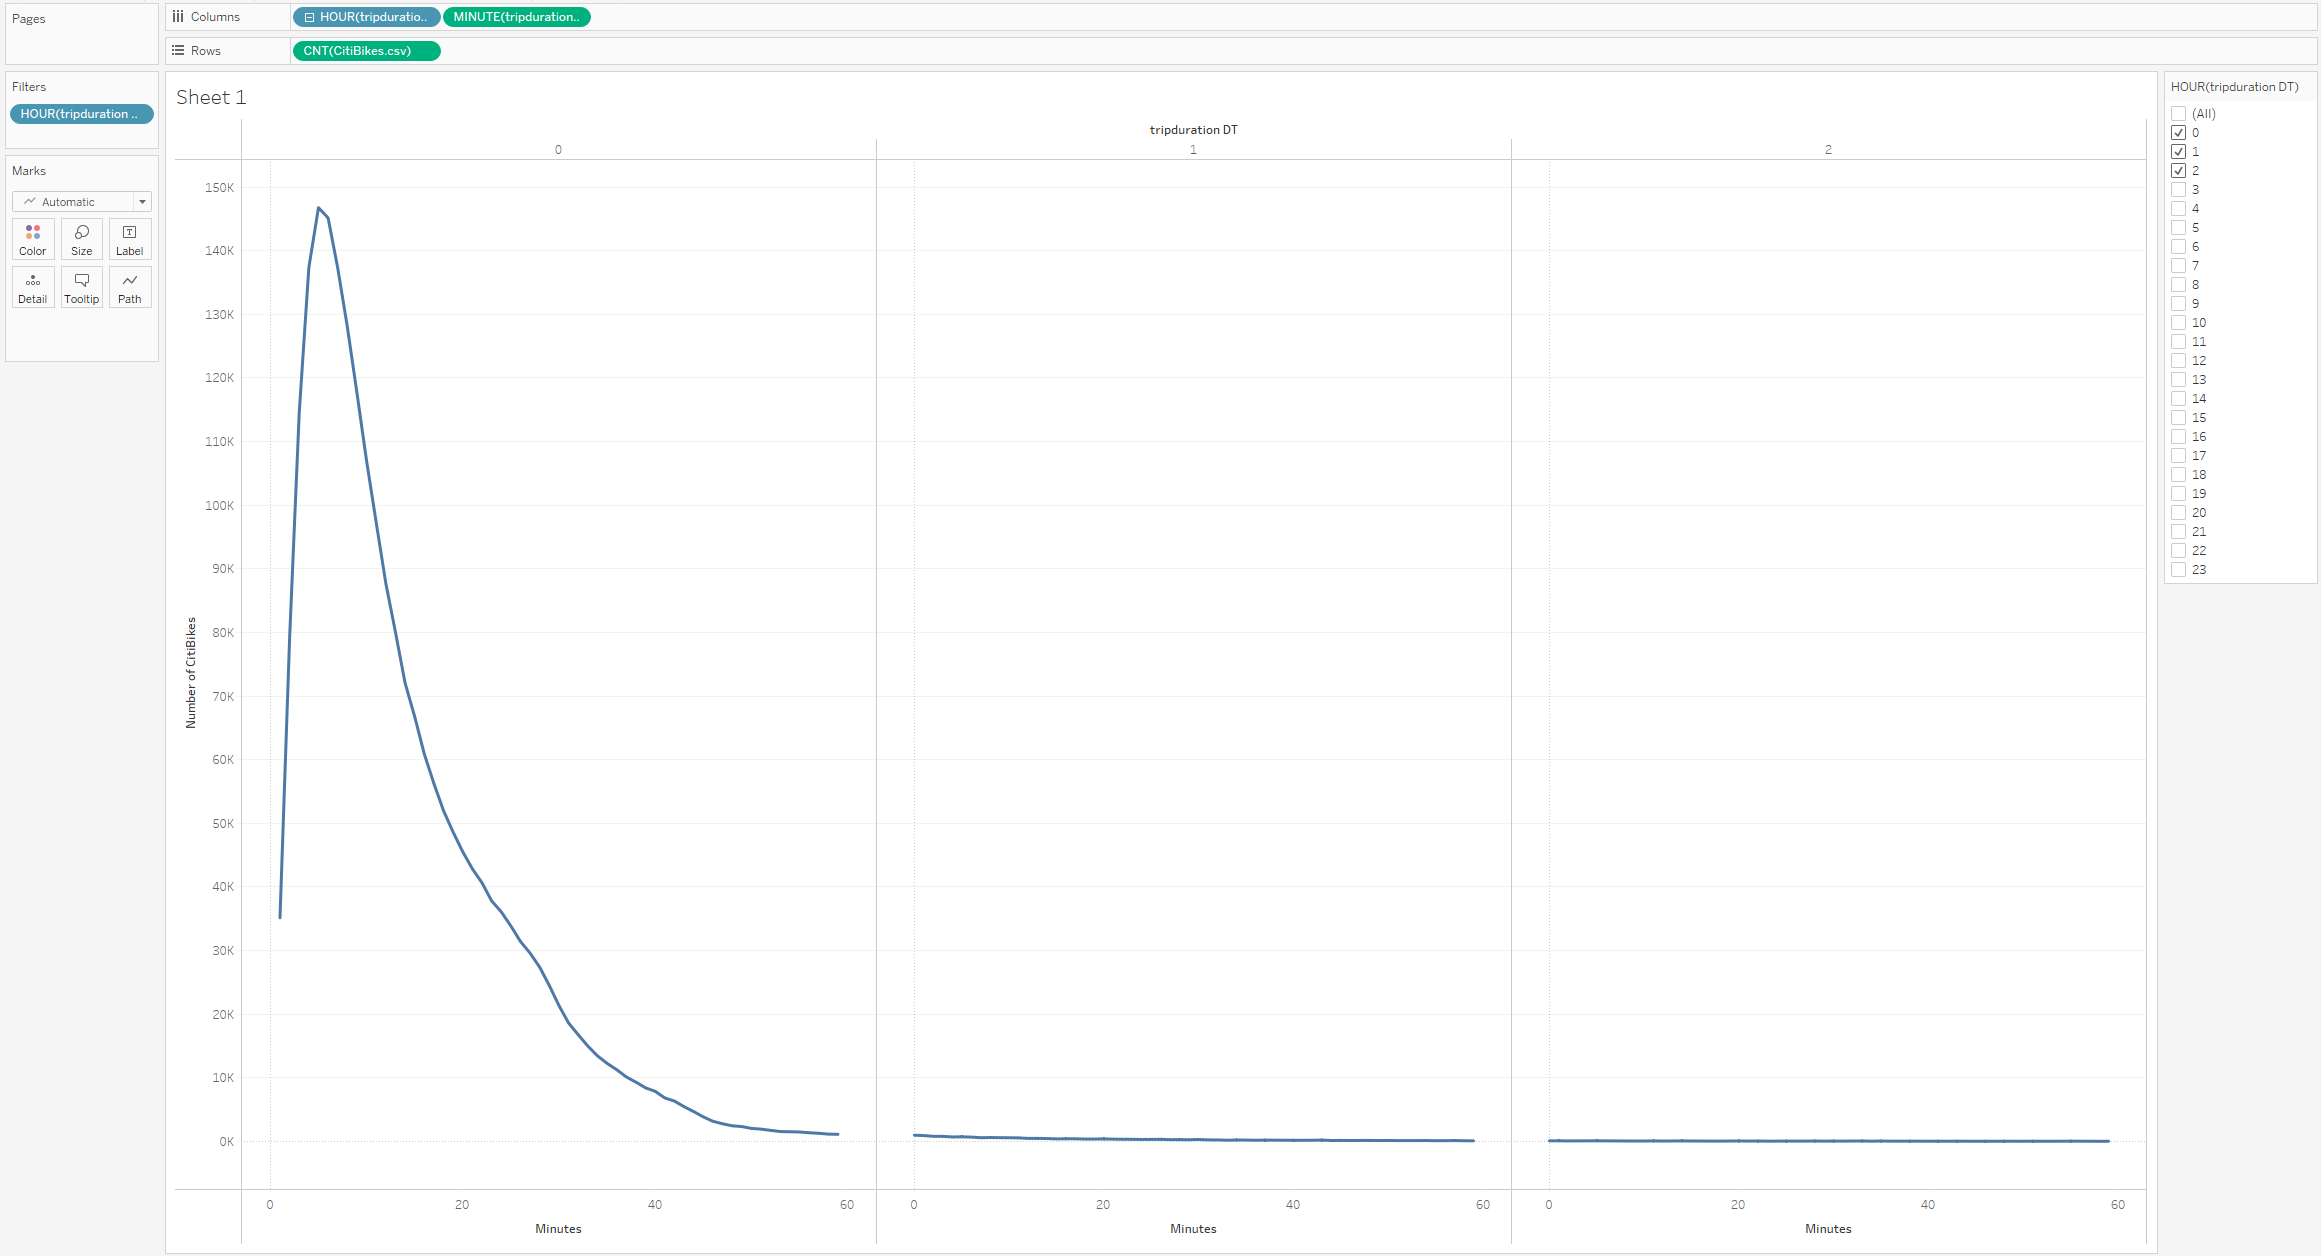 Pages
Columns
HOUR(tripduratio..
MINUTE(tripduration..
Rows
CNT(CitiBikes.csv)
Filters
HOUR(tripduration ..
Marks
Automatic
Color
Size
Label
Detail
Tooltip
Path
Sheet 1
tripduration DT
0
1
2
Number of CitiBikes
150K
140K
130K
120K
110K
100K
90K
80K
70K
60K
50K
40K
30K
20K
10K
0K
0
20
40
60
0
20
40
60
0
20
40
60
Minutes
Minutes
Minutes
HOUR(tripduration DT)
(All)
0
1
2
3
4
5
6
7
8
9
10
11
12
13
14
15
16
17
18
19
20
21
22
23